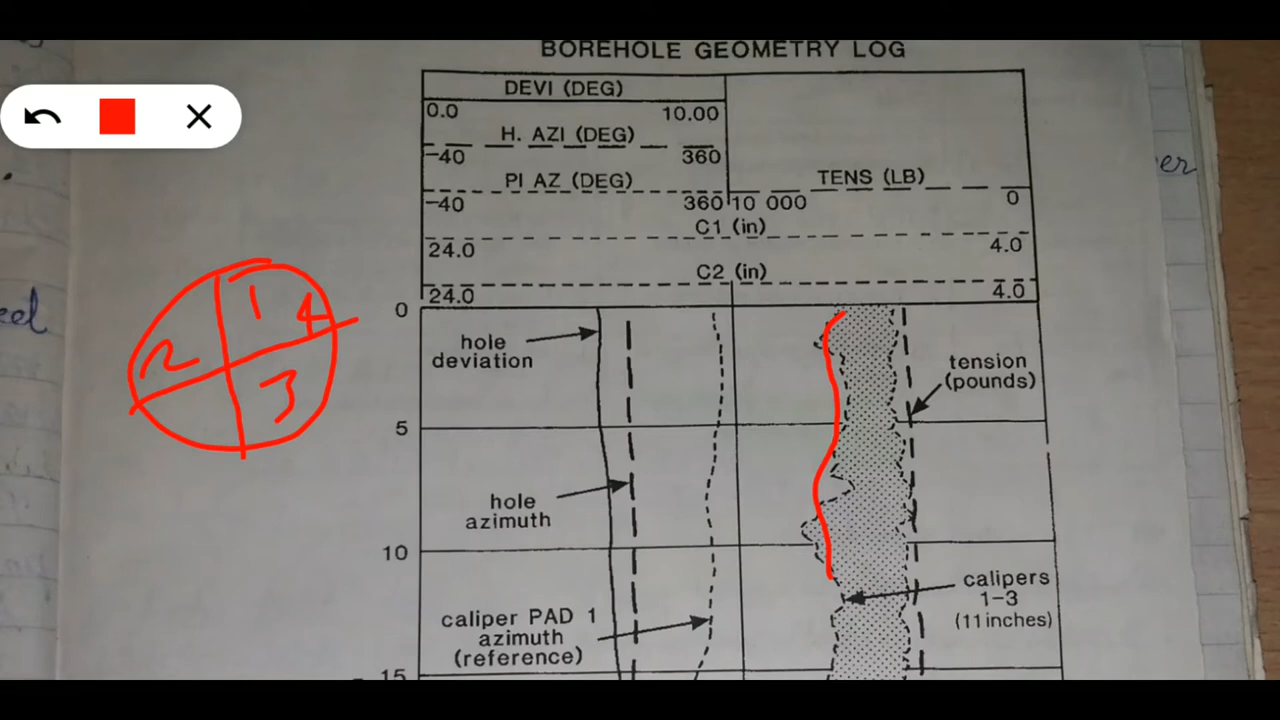 BOREHOLE GEOMETRY LOG
DEVI (DEG)
0.0 10.00
H. AZI (DEG)
-40 360
PI AZ (DEG)
-40 360
TENS (LB)
10 000 0
C1 (in)
24.0 4.0
C2 (in)
24.0 4.0
0
hole
deviation
tension
(pounds)
5
hole
azimuth
10
calipers
1-3
(11 inches)
caliper PAD 1
azimuth
(reference)
15
1 4
2
3